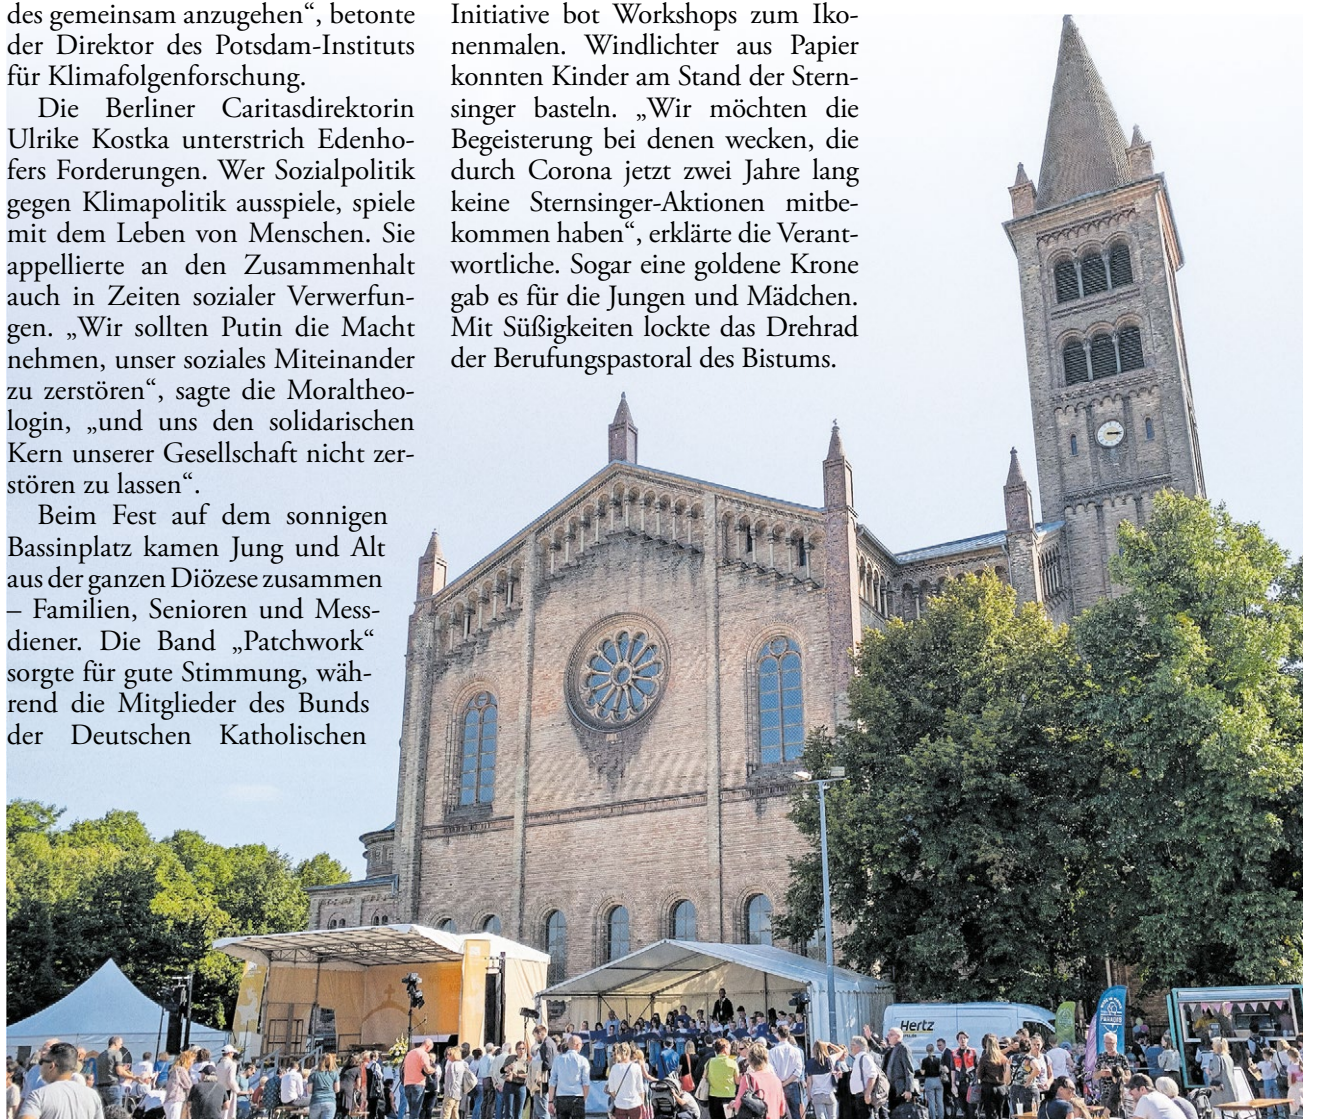 des gemeinsam anzugehen“, betonte
der Direktor des Potsdam-Instituts
für Klimafolgenforschung.
Die Berliner Caritasdirektorin
Ulrike Kostka unterstrich Edenho-
fers Forderungen. Wer Sozialpolitik
gegen Klimapolitik ausspiele, spiele
mit dem Leben von Menschen. Sie
appellierte an den Zusammenhalt
auch in Zeiten sozialer Verwerfun-
gen. „Wir sollten Putin die Macht
nehmen, unser soziales Miteinander
zu zerstören“, sagte die Moraltheo-
login, „und uns den solidarischen
Kern unserer Gesellschaft nicht zer-
stören zu lassen“.
Beim Fest auf dem sonnigen
Bassinplatz kamen Jung und Alt
aus der ganzen Diözese zusammen
– Familien, Senioren und Mess-
diener. Die Band „Patchwork“
sorgte für gute Stimmung, wäh-
rend die Mitglieder des Bunds
der Deutschen Katholischen
Initiative bot Workshops zum Iko-
nenmalen. Windlichter aus Papier
konnten Kinder am Stand der Stern-
singer basteln. „Wir möchten die
Begeisterung bei denen wecken, die
durch Corona jetzt zwei Jahre lang
keine Sternsinger-Aktionen mitbe-
kommen haben“, erklärte die Verant-
wortliche. Sogar eine goldene Krone
gab es für die Jungen und Mädchen.
Mit Süßigkeiten lockte das Drehrad
der Berufungspastoral des Bistums.
Hertz